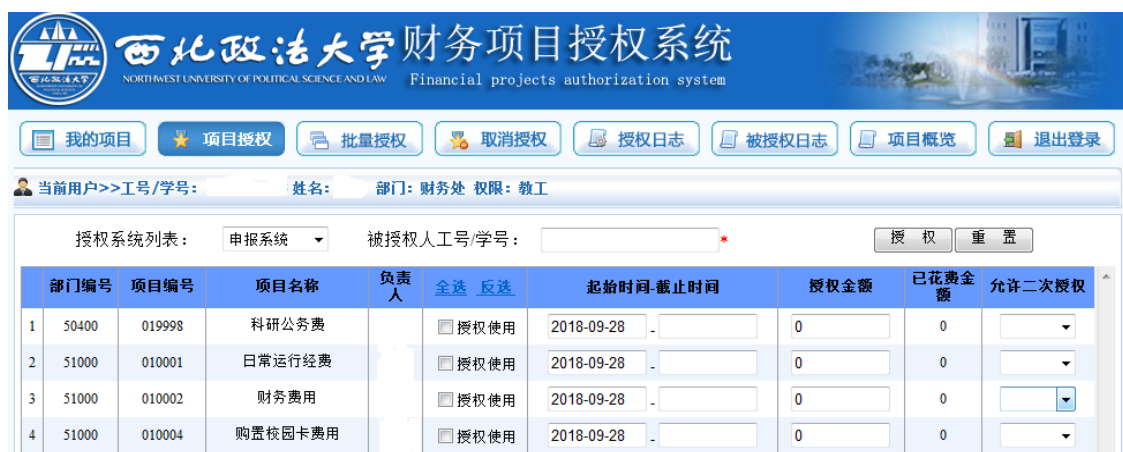 西北政法大学财务项目授权系统
NORTHWEST UNIVERSITY OF POLITICAL SCIENCE AND LAW Financial projects authorization system
西北政法大学
我的项目 项目授权 批量授权 取消授权 授权日志 被授权日志 项目概览 退出登录
当前用户>>工号/学号: 姓名: 部门: 财务处 权限: 教工
授权系统列表: 申报系统 被授权人工号/学号: * 授 权 重 置
部门编号 项目编号 项目名称 负责人 全选 反选 起始时间-截止时间 授权金额 已花费金额 允许二次授权
1 50400 019998 科研公务费 授权使用 2018-09-28 - 0 0
2 51000 010001 日常运行经费 授权使用 2018-09-28 - 0 0
3 51000 010002 财务费用 授权使用 2018-09-28 - 0 0
4 51000 010004 购置校园卡费用 授权使用 2018-09-28 - 0 0